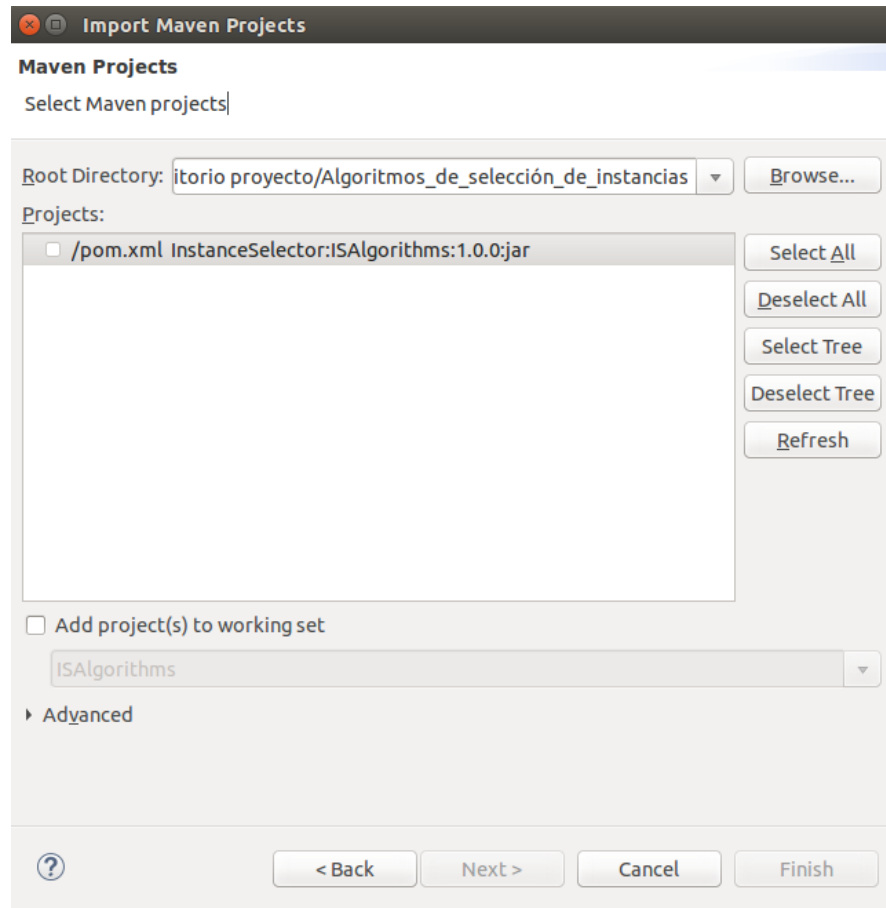 Import Maven Projects
Maven Projects
Select Maven projects
Root Directory: itorio proyecto/Algoritmos_de_selección_de_instancias Browse...
Projects:
/pom.xml InstanceSelector:ISAlgorithms:1.0.0:jar
Select All
Deselect All
Select Tree
Deselect Tree
Refresh
Add project(s) to working set
ISAlgorithms
Advanced
? < Back Next > Cancel Finish